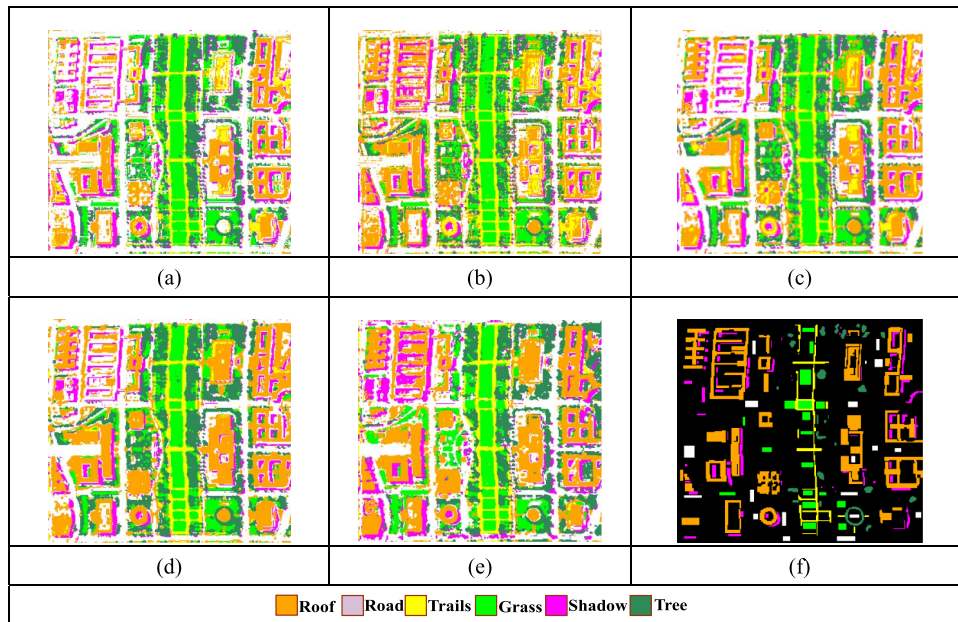 (a)
(b)
(c)
(d)
(e)
(f)
Roof Road Trails Grass Shadow Tree